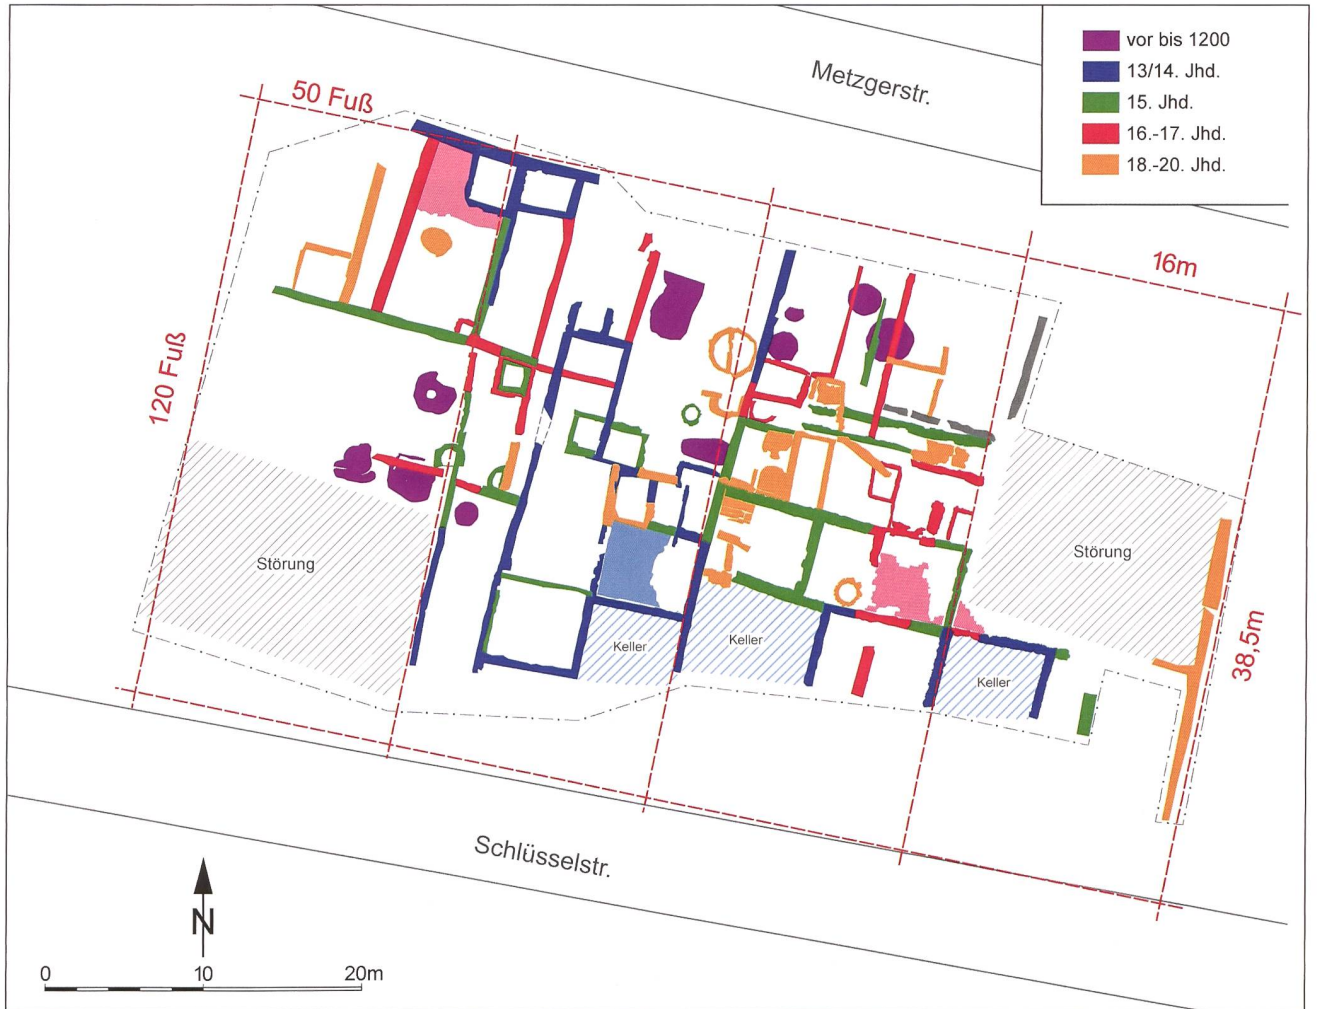 vor bis 1200
13/14. Jhd.
15. Jhd.
16.-17. Jhd.
18.-20. Jhd.
Metzgerstr.
50 Fuß
16m
120 Fuß
Störung
Störung
Keller
Keller
Keller
38,5m
Schlüsselstr.
N
0 10 20m